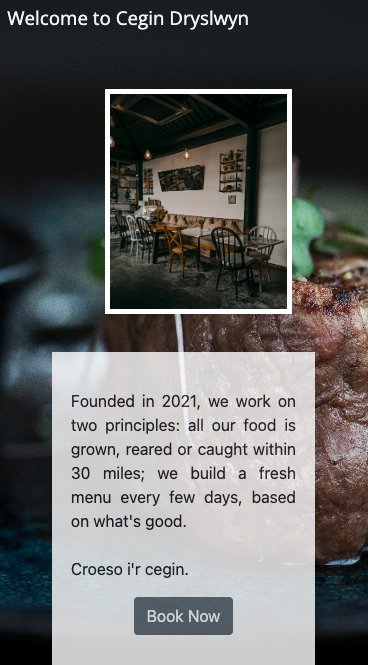 Welcome to Cegin Dryslwyn
Founded in 2021, we work on
two principles: all our food is
grown, reared or caught within
30 miles; we build a fresh
menu every few days, based
on what's good.
Croeso i'r cegin.
Book Now